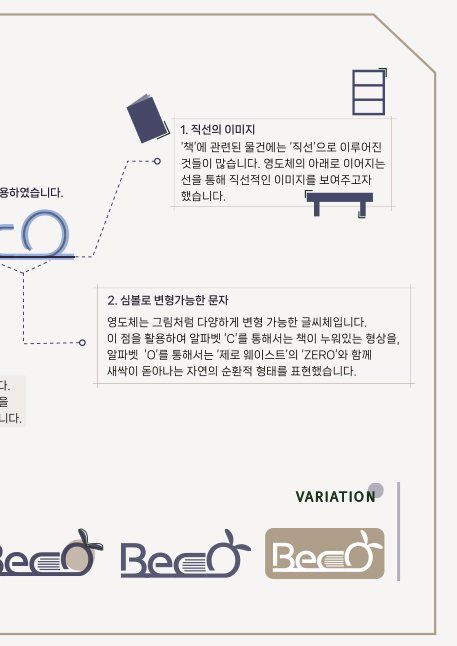 1. 직선의 이미지
'책'에 관련된 물건에는 '직선'으로 이루어진
것들이 많습니다. 영도체의 아래로 이어지는
선을 통해 직선적인 이미지를 보여주고자
했습니다.
용하였습니다.
2. 심볼로 변형가능한 문자
영도체는 그림처럼 다양하게 변형 가능한 글씨체입니다.
이 점을 활용하여 알파벳 'C'를 통해서는 책이 누워있는 형상을,
알파벳 'O'를 통해서는 '제로 웨이스트'의 'ZERO'와 함께
새싹이 돋아나는 자연의 순환적 형태를 표현했습니다.
다.
을
니다.
VARIATION
BecO BecO BecO